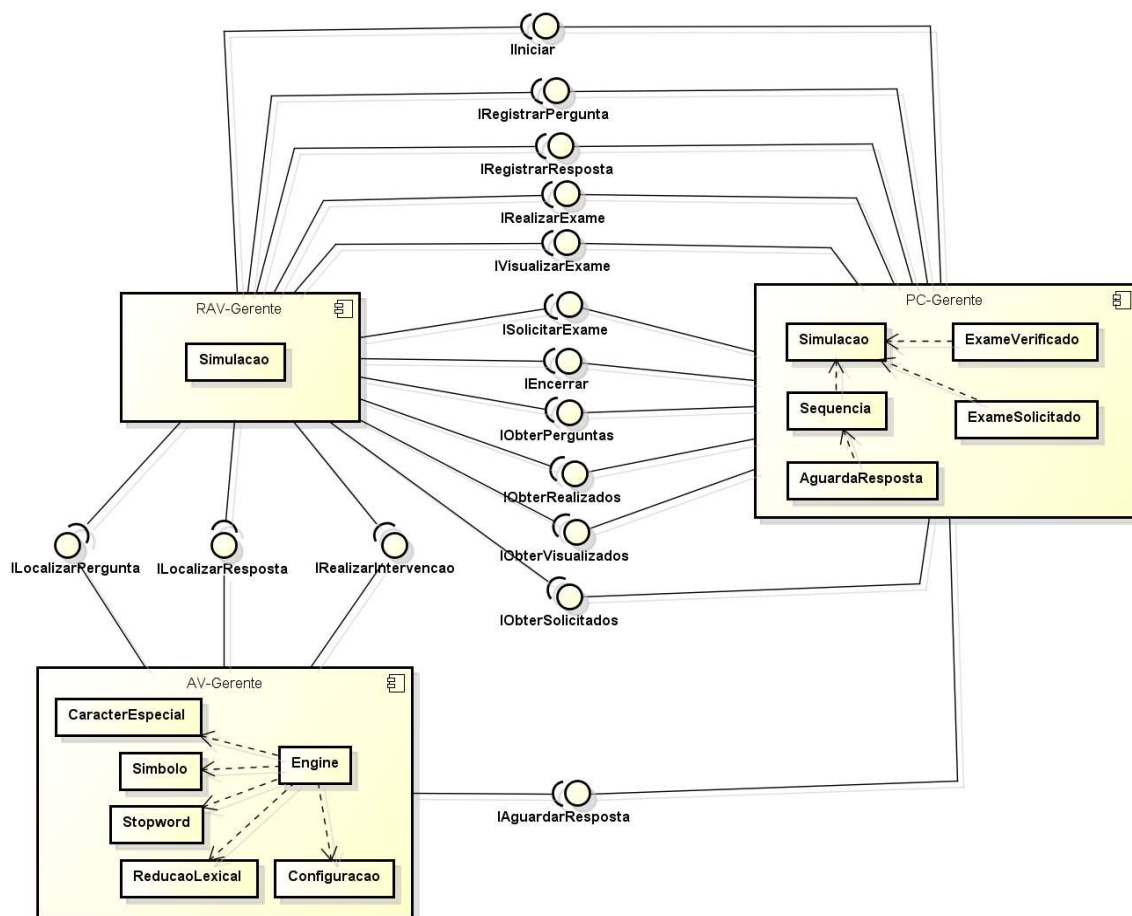 IIniciar
IRegistrarPergunta
IRegistrarResposta
IRealizarExame
IVisualizarExame
RAV-Gerente
Simulacao
ISolicitarExame
IEncerrar
IObterPerguntas
IObterRealizados
IObterVisualizados
IObterSolicitados
PC-Gerente
Simulacao
ExameVerificado
Sequencia
ExameSolicitado
AguardaResposta
ILocalizarPergunta
ILocalizarResposta
IRealizarIntervencao
AV-Gerente
CaracterEspecial
Engine
Simbolo
Stopword
ReducaoLexical
Configuracao
IAguardarResposta